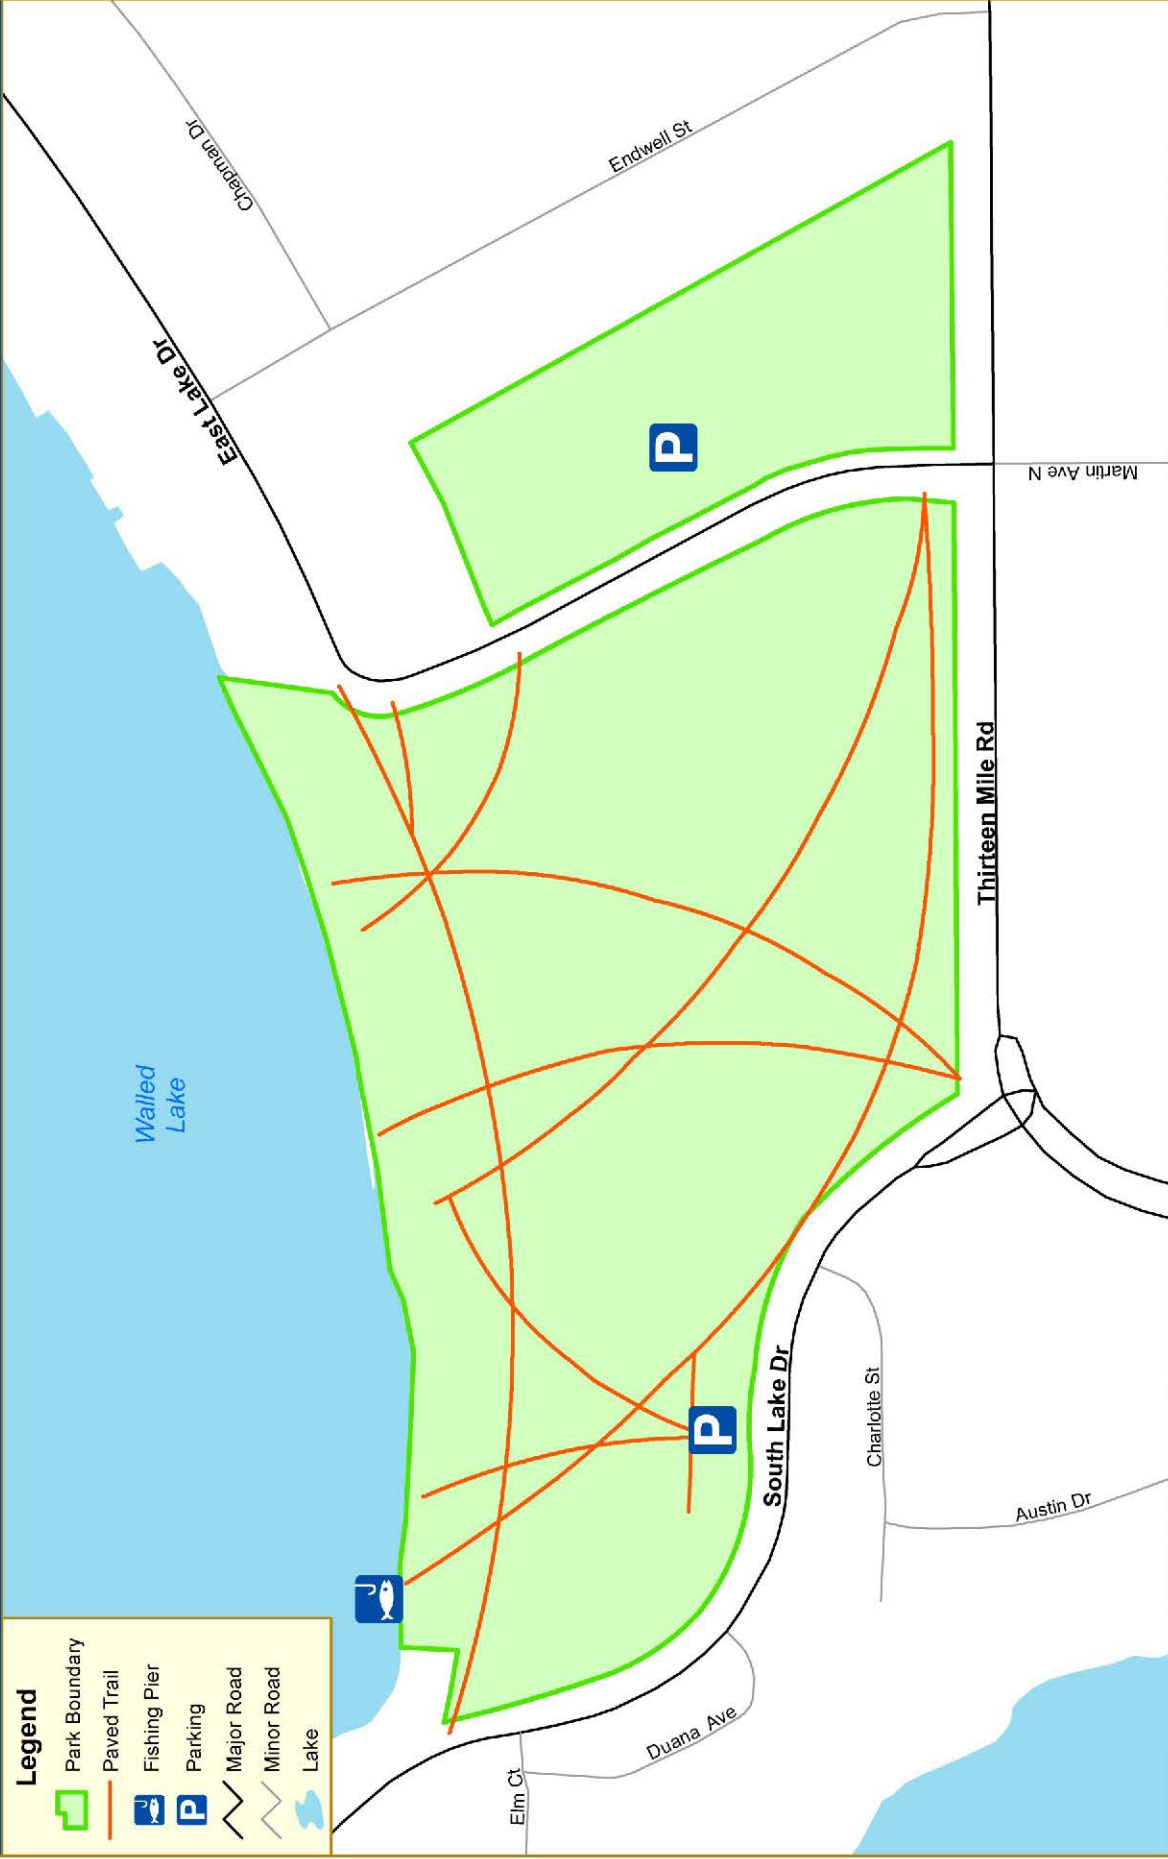 Legend
Park Boundary
Paved Trail
Fishing Pier
P Parking
Major Road
Minor Road
Lake
Walled
Lake
East Lake Dr
Chapman Dr
Endwell St
P
Martin Ave N
Thirteen Mile Rd
P
South Lake Dr
Charlotte St
Austin Dr
Duana Ave
Elm Ct